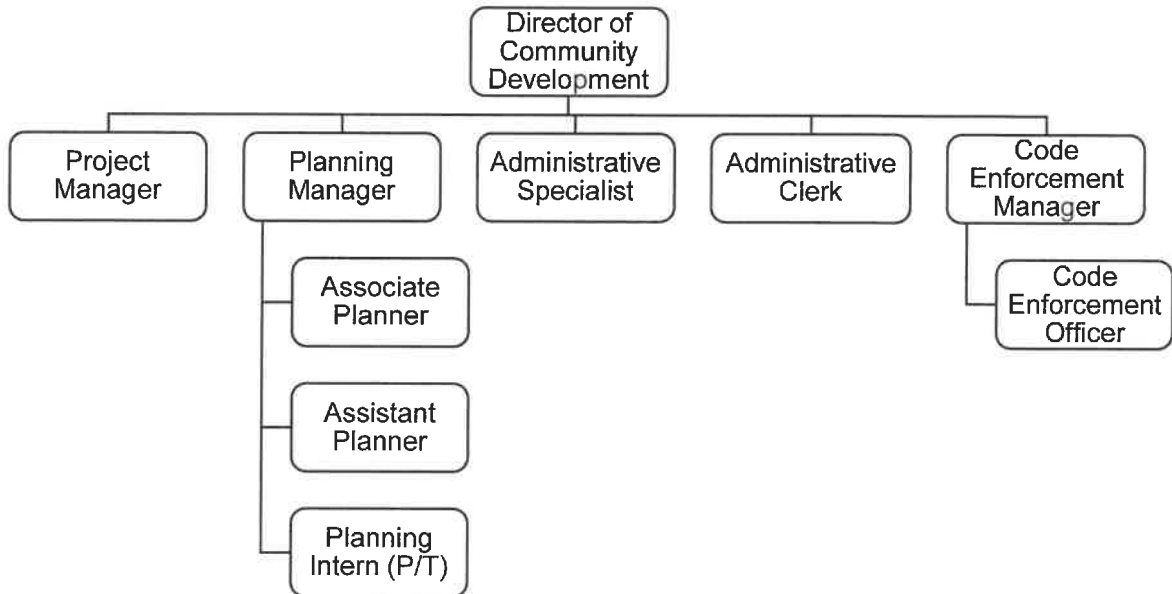 Director of
Community
Development
Project
Manager
Planning
Manager
Administrative
Specialist
Administrative
Clerk
Code
Enforcement
Manager
Associate
Planner
Code
Enforcement
Officer
Assistant
Planner
Planning
Intern (P/T)